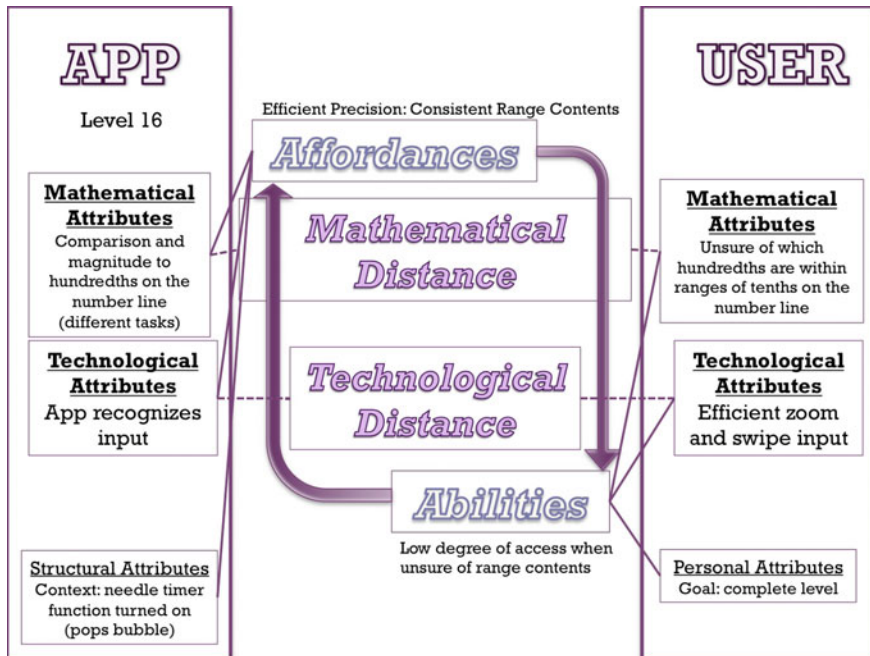 APP
Level 16
Mathematical
Attributes
Comparison and
magnitude to
hundredths on the
number line
(different tasks)
Technological
Attributes
App recognizes
input
Structural Attributes
Context: needle timer
function turned on
(pops bubble)
Efficient Precision: Consistent Range Contents
Affordances
Mathematical
Distance
Technological
Distance
Abilities
Low degree of access when
unsure of range contents
USER
Mathematical
Attributes
Unsure of which
hundredths are within
ranges of tenths on the
number line
Technological
Attributes
Efficient zoom
and swipe input
Personal Attributes
Goal: complete level